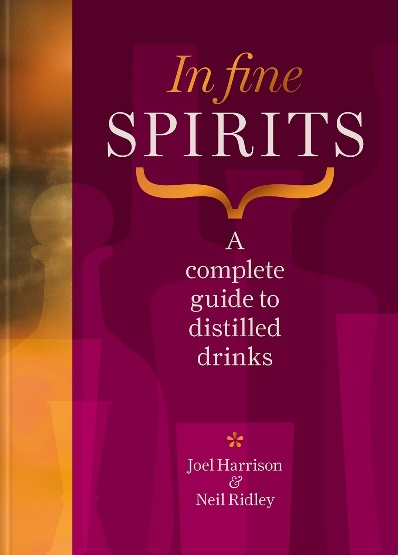 In fine
SPIRITS
A
complete
guide to
distilled
drinks
Joel Harrison
&
Neil Ridley